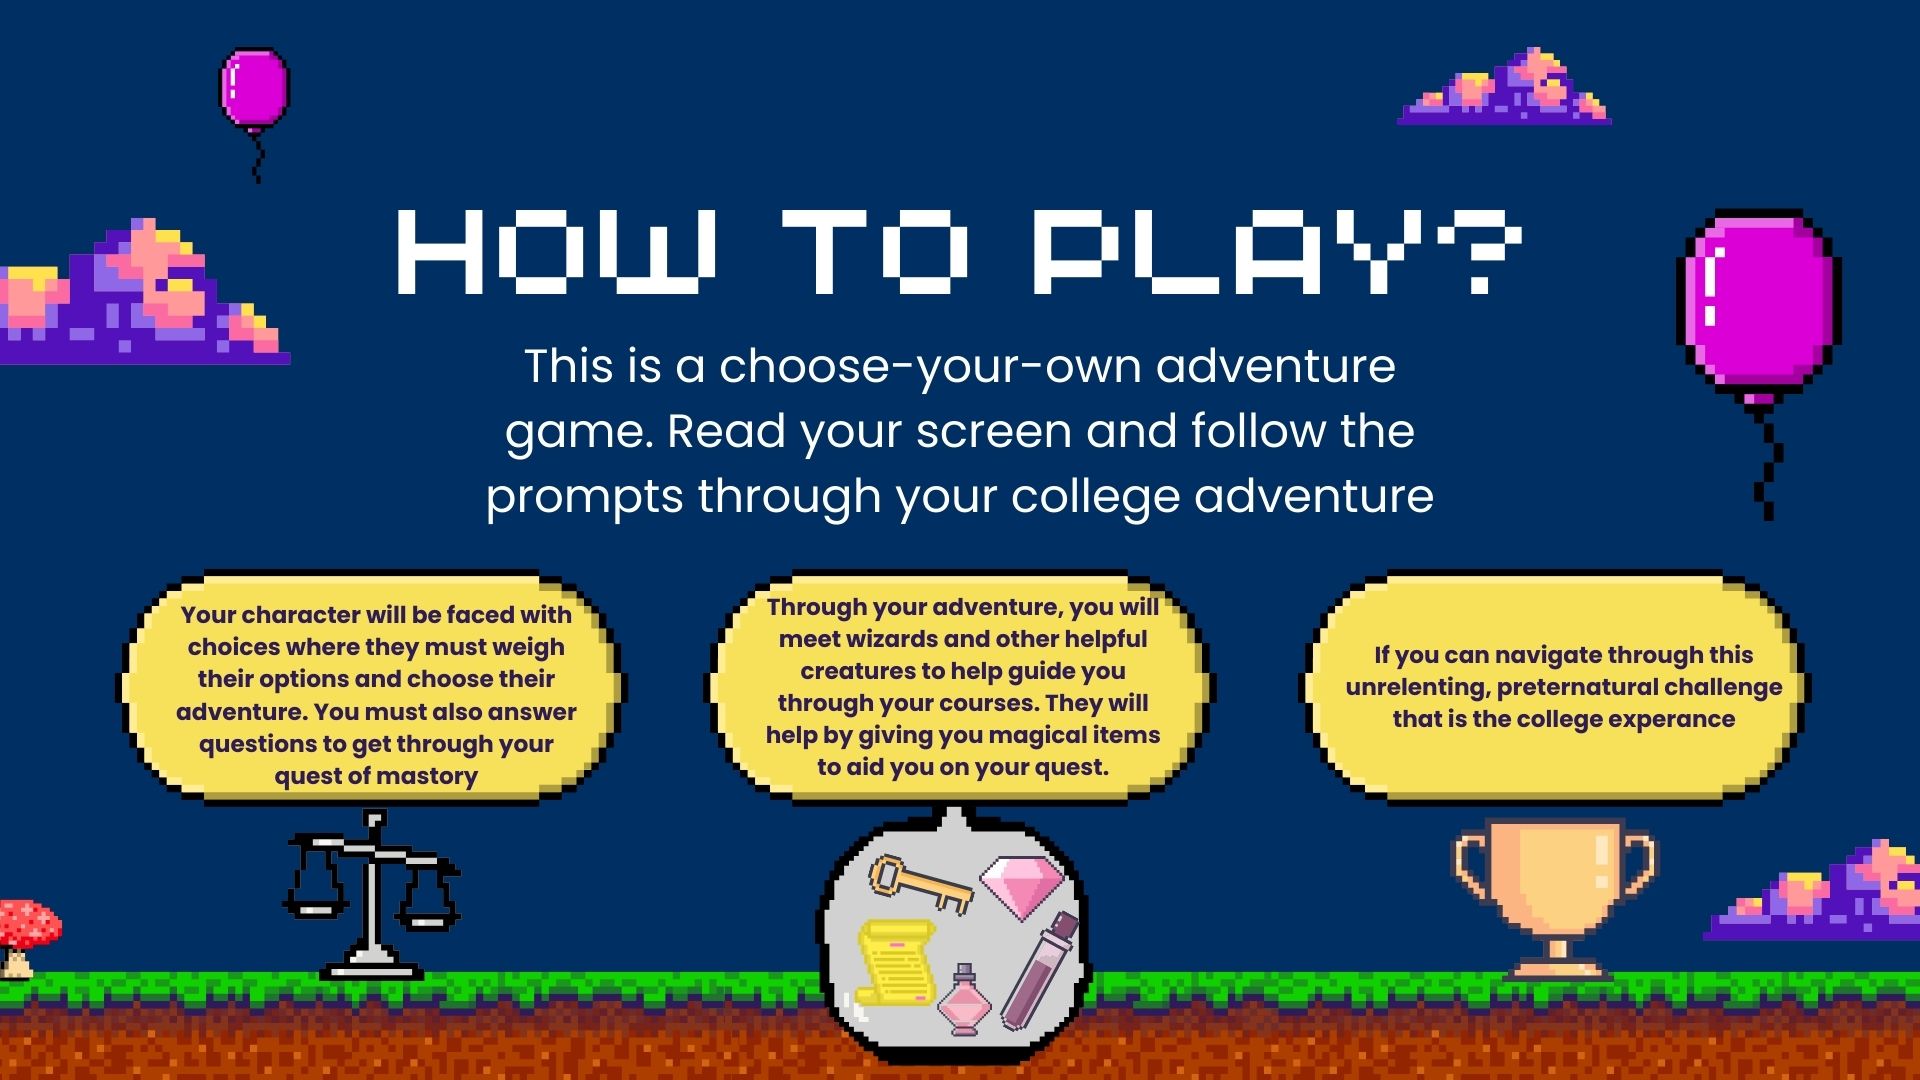 HOW TO PLAY?
This is a choose-your-own adventure
game. Read your screen and follow the
prompts through your college adventure
Your character will be faced with
choices where they must weigh
their options and choose their
adventure. You must also answer
questions to get through your
quest of mastory
Through your adventure, you will
meet wizards and other helpful
creatures to help guide you
through your courses. They will
help by giving you magical items
to aid you on your quest.
If you can navigate through this
unrelenting, preternatural challenge
that is the college experance